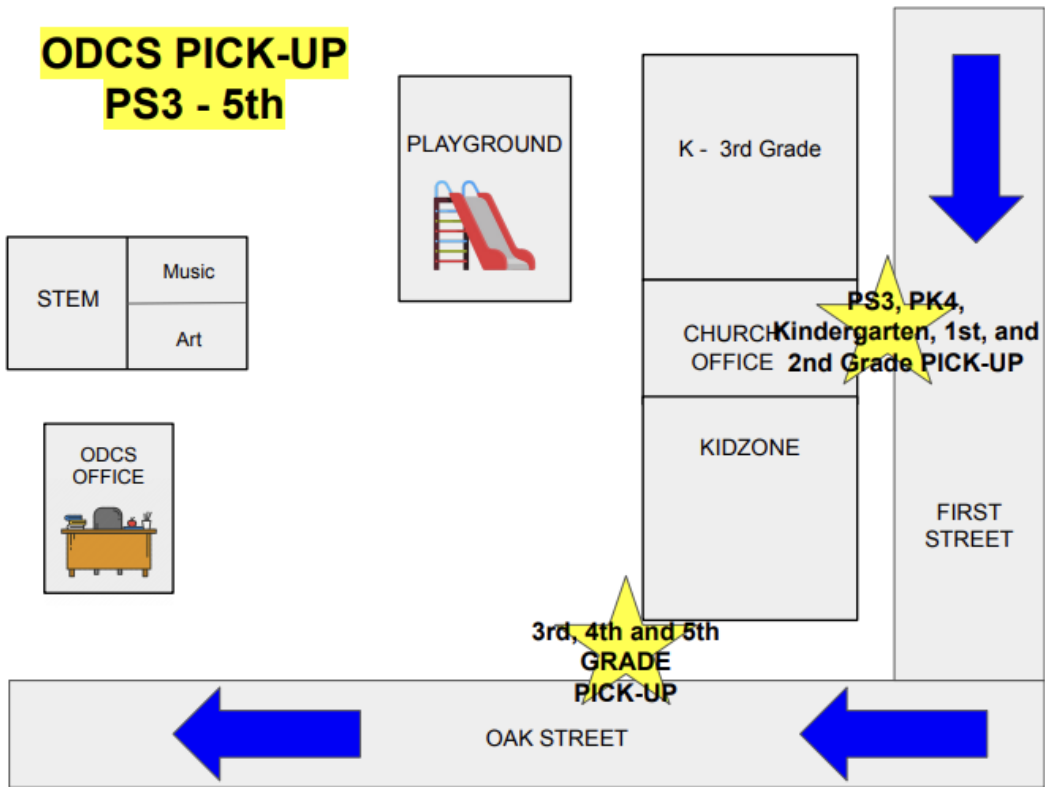 ODCS PICK-UP
PS3 - 5th
PLAYGROUND
K - 3rd Grade
STEM
Music
Art
PS3, PK4,
Kindergarten, 1st, and
2nd Grade PICK-UP
CHURCH
OFFICE
ODCS
OFFICE
KIDZONE
FIRST
STREET
3rd, 4th and 5th
GRADE
PICK-UP
OAK STREET